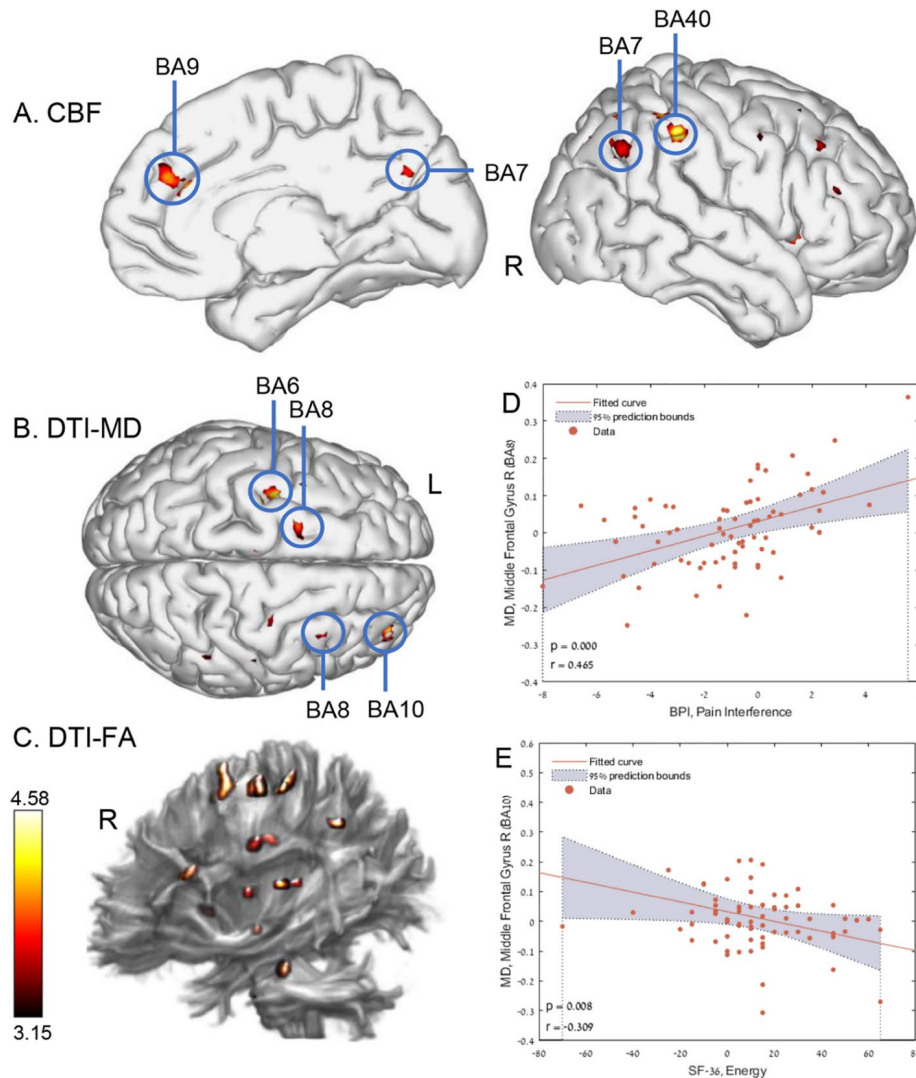 A. CBF
BA9
BA7
BA7
BA40
R
B. DTI-MD
BA6
BA8
L
BA8
BA10
C. DTI-FA
4.58
3.15
R
D
Fitted curve
95% prediction bounds
Data
MD, Middle Frontal Gyrus R (BA8)
0.4
0.3
0.2
0.1
0
-0.1
-0.2
-0.3
-0.4
p = 0.000
r = 0.465
-8 -6 -4 -2 0 2 4
BPI, Pain Interference
E
Fitted curve
95% prediction bounds
Data
MD, Middle Frontal Gyrus R (BA10)
0.4
0.3
0.2
0.1
0
-0.1
-0.2
-0.3
-0.4
p = 0.008
r = -0.309
-80 -60 -40 -20 0 20 40 60
SF-36, Energy